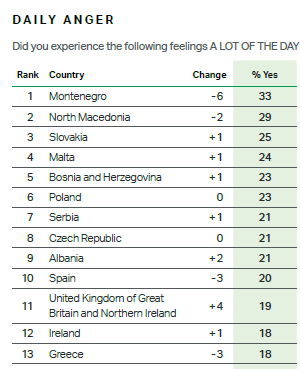 DAILY ANGER
Did you experience the following feelings A LOT OF THE DAY
Rank Country Change % Yes
1 Montenegro -6 33
2 North Macedonia -2 29
3 Slovakia +1 25
4 Malta +1 24
5 Bosnia and Herzegovina +1 23
6 Poland 0 23
7 Serbia +1 21
8 Czech Republic 0 21
9 Albania +2 21
10 Spain -3 20
11 United Kingdom of Great
Britain and Northern Ireland +4 19
12 Ireland +1 18
13 Greece -3 18